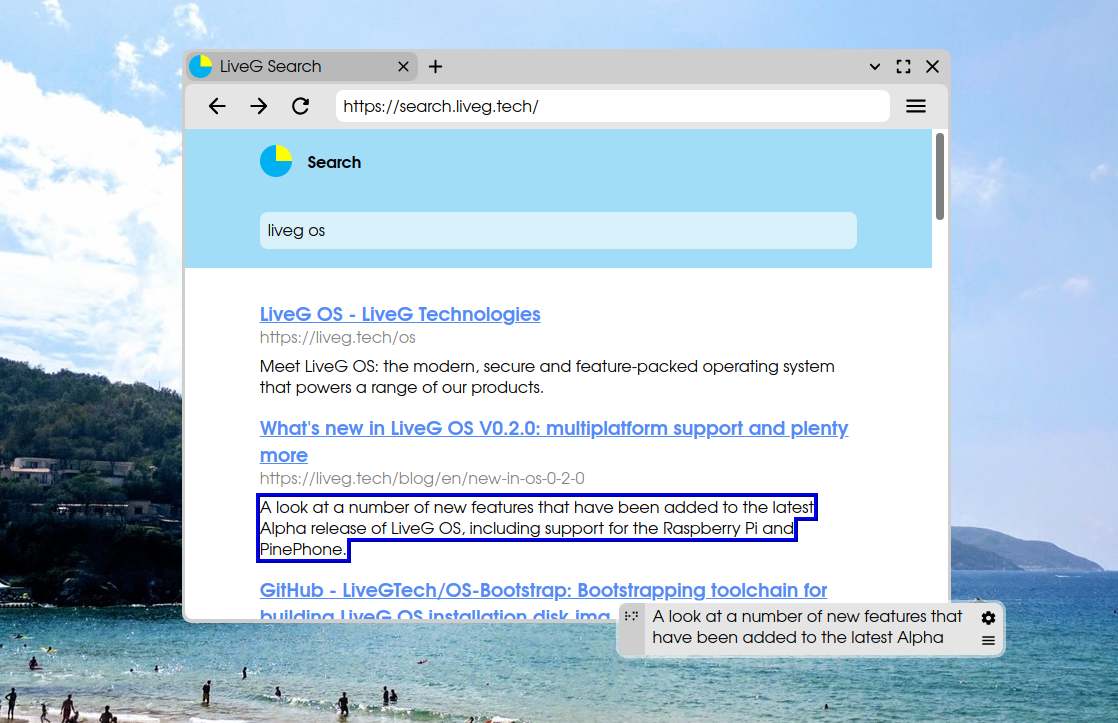 LiveG Search
https://search.liveg.tech/
Search
liveg os
LiveG OS - LiveG Technologies
https://liveg.tech/os
Meet LiveG OS: the modern, secure and feature-packed operating system
that powers a range of our products.
What's new in LiveG OS V0.2.0: multiplatform support and plenty
more
https://liveg.tech/blog/en/new-in-os-0-2-0
A look at a number of new features that have been added to the latest
Alpha release of LiveG OS, including support for the Raspberry Pi and
PinePhone.
GitHub - LiveGTech/OS-Bootstrap: Bootstrapping toolchain for
building LiveG OS installation disk img
A look at a number of new features that
have been added to the latest Alpha